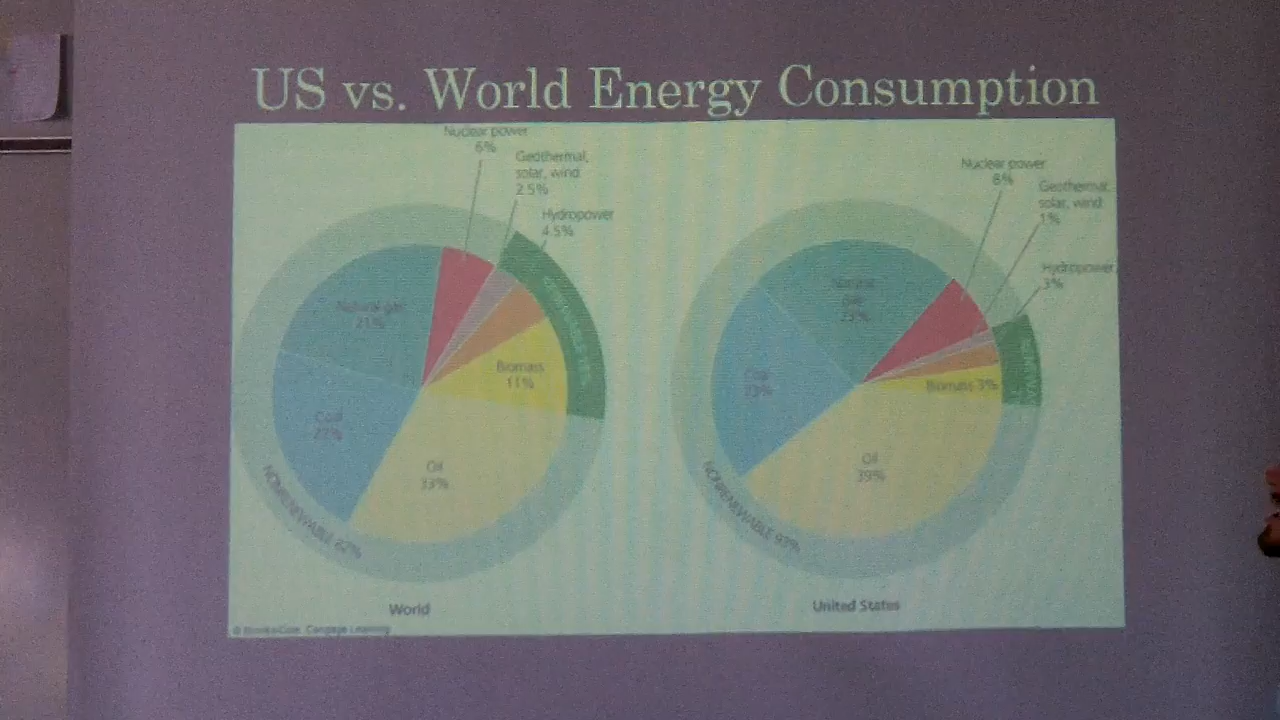 US vs. World Energy Consumption
Nuclear power
6%
Geothermal,
solar, wind
2.5%
Hydropower
4.5%
Natural gas
21%
Coal
22%
Biomass
11%
Oil
33%
NONRENEWABLE 82%
World
Nuclear power
8%
Geothermal,
solar, wind
1%
Hydropower
3%
Natural
gas
23%
Coal
23%
Biomass 3%
Oil
39%
NONRENEWABLE 93%
United States
Cengage Learning